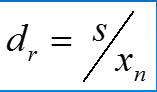 d_r = s/x_n